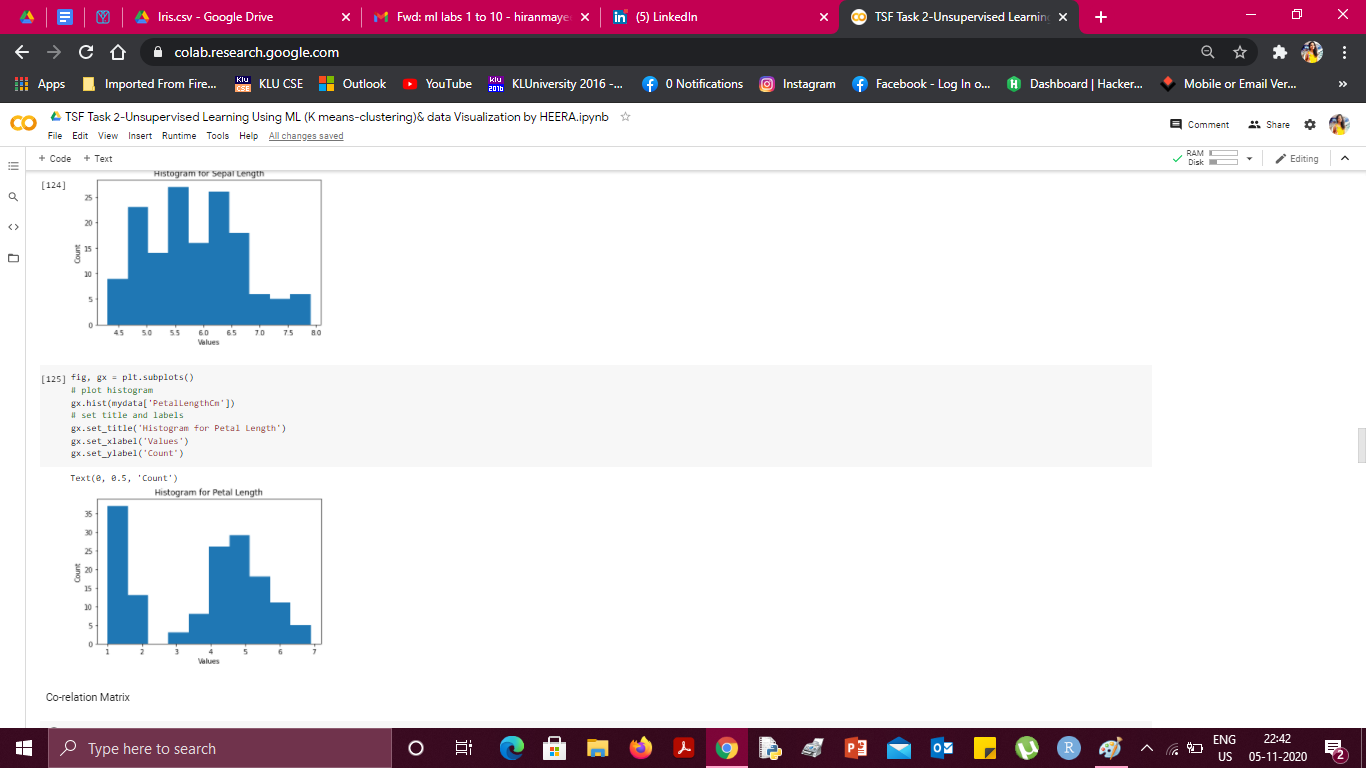 Iris.csv - Google Drive
Fwd: ml labs 1 to 10 - hiranmaye
(5) LinkedIn
TSF Task 2-Unsupervised Learnin
colab.research.google.com
Apps
Imported From Fire...
KLU CSE
KLU CSE
Outlook
YouTube
klu 2016
KLUniversity 2016 -...
0 Notifications
Instagram
Facebook - Log In o...
H
Dashboard | Hacker...
Mobile or Email Ver...
»
TSF Task 2-Unsupervised Learning Using ML (K means-clustering)& data Visualization by HEERA.ipynb
Comment
Share
File Edit View Insert Runtime Tools Help All changes saved
+ Code + Text
RAM
Disk
Editing
[124]
Histogram for Sepal Length
25
20
15
10
5
0
Count
4.5 5.0 5.5 6.0 6.5 7.0 7.5 8.0
Values
[125] fig, gx = plt.subplots()
# plot histogram
gx.hist(mydata['PetalLengthCm'])
# set title and labels
gx.set_title('Histogram for Petal Length')
gx.set_xlabel('Values')
gx.set_ylabel('Count')
Text(0, 0.5, 'Count')
Histogram for Petal Length
35
30
25
20
15
10
5
0
Count
1 2 3 4 5 6 7
Values
Co-relation Matrix
Type here to search
ENG
US
22:42
05-11-2020
2